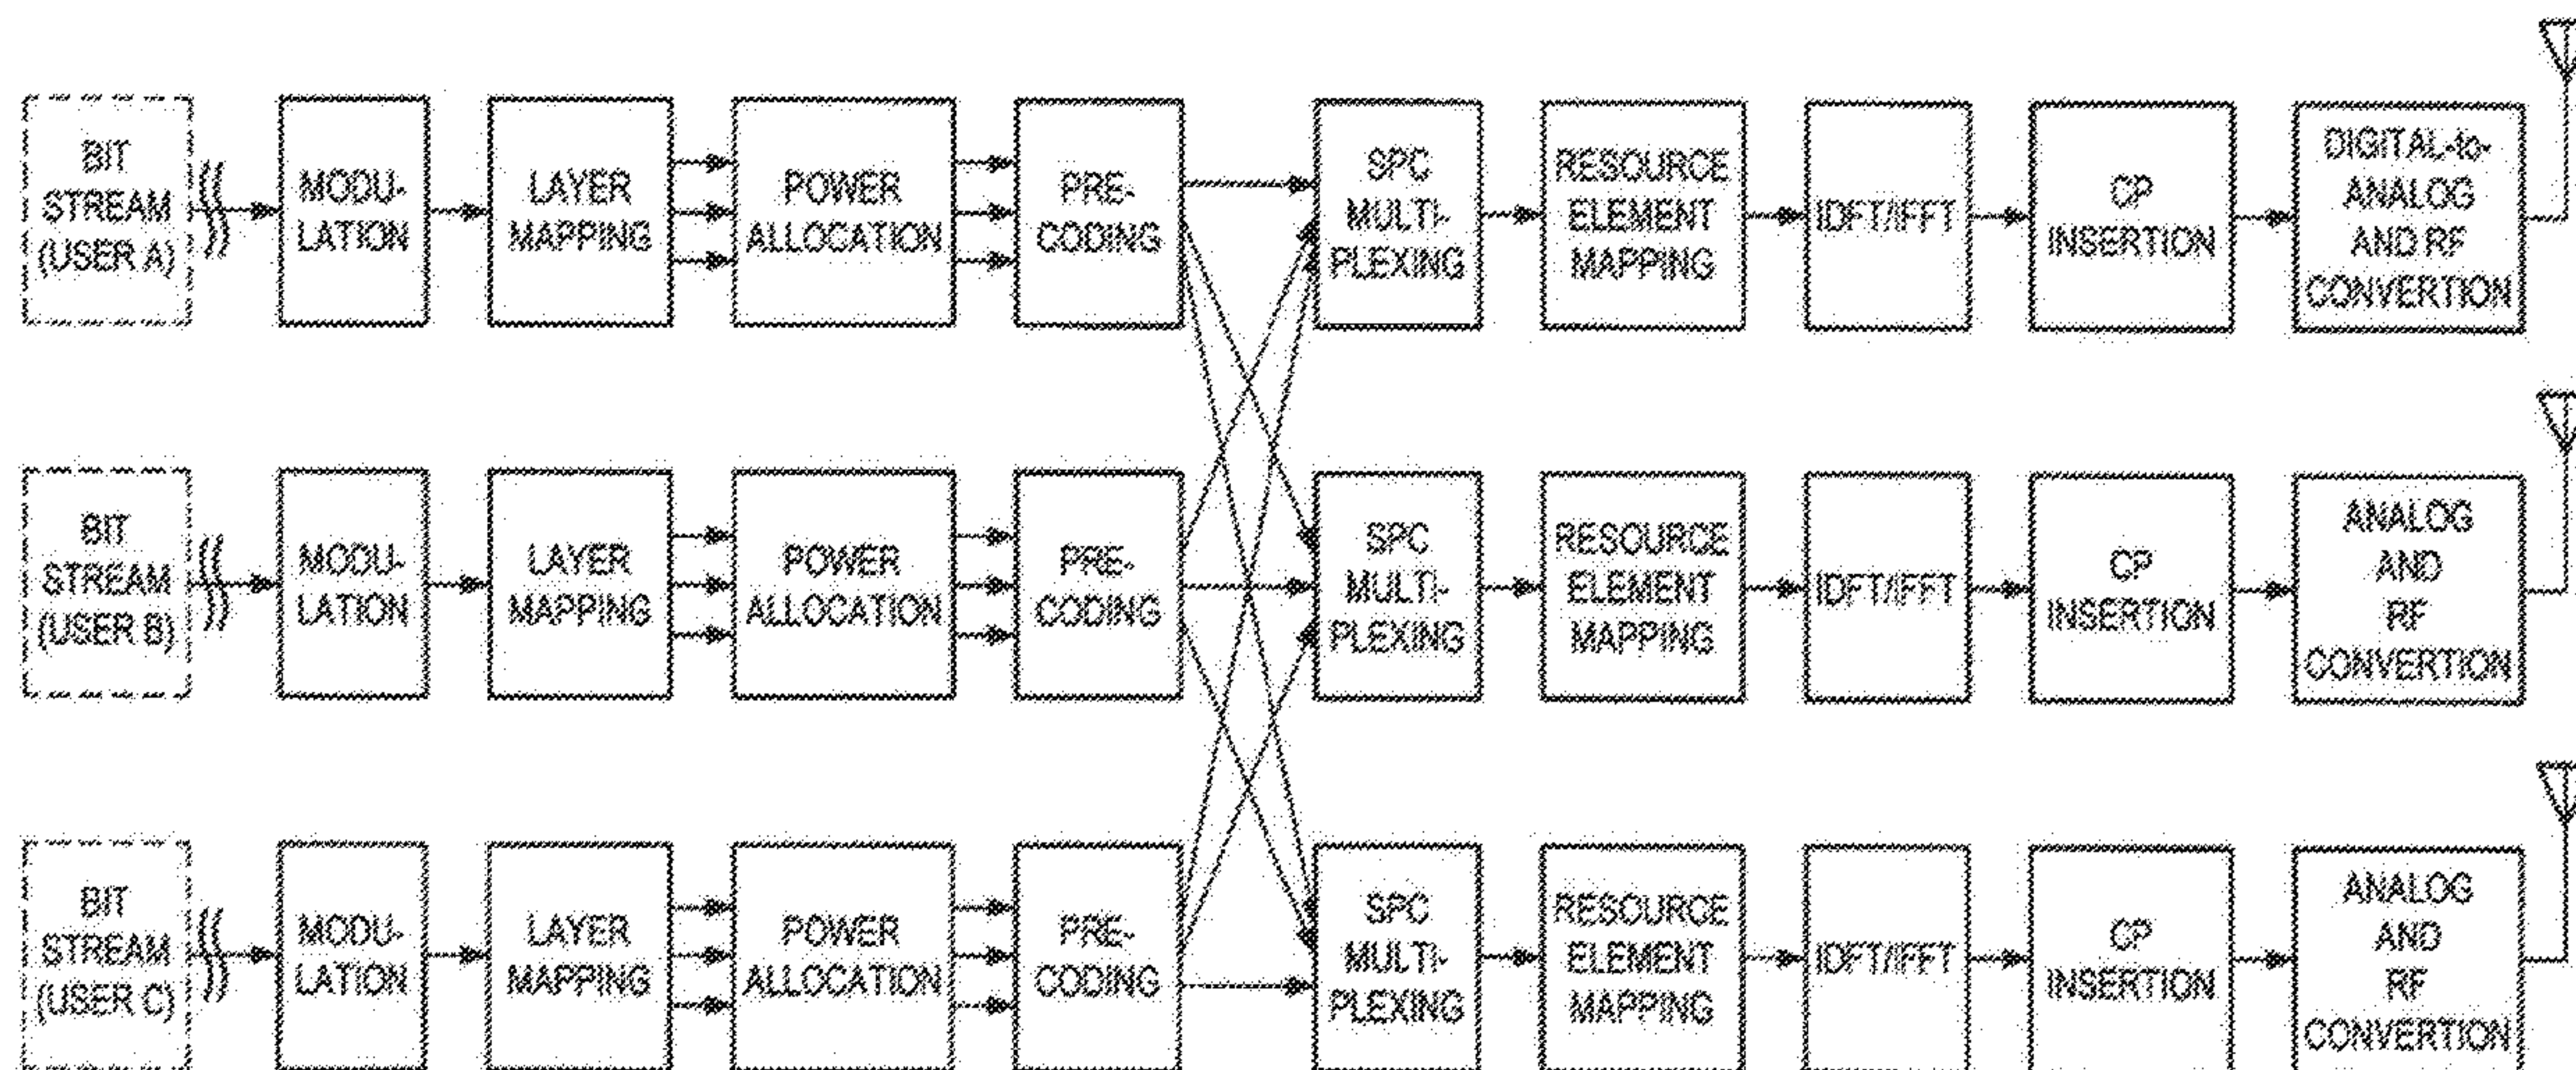 BIT
STREAM
(USER A)
MODU-
LATION
LAYER
MAPPING
POWER
ALLOCATION
PRE-
CODING
SPC
MULTI-
PLEXING
RESOURCE
ELEMENT
MAPPING
IDFT/IFFT
CP
INSERTION
DIGITAL-to-
ANALOG
AND RF
CONVERTION
BIT
STREAM
(USER B)
MODU-
LATION
LAYER
MAPPING
POWER
ALLOCATION
PRE-
CODING
SPC
MULTI-
PLEXING
RESOURCE
ELEMENT
MAPPING
IDFT/IFFT
CP
INSERTION
ANALOG
AND
RF
CONVERTION
BIT
STREAM
(USER C)
MODU-
LATION
LAYER
MAPPING
POWER
ALLOCATION
PRE-
CODING
SPC
MULTI-
PLEXING
RESOURCE
ELEMENT
MAPPING
IDFT/IFFT
CP
INSERTION
ANALOG
AND
RF
CONVERTION